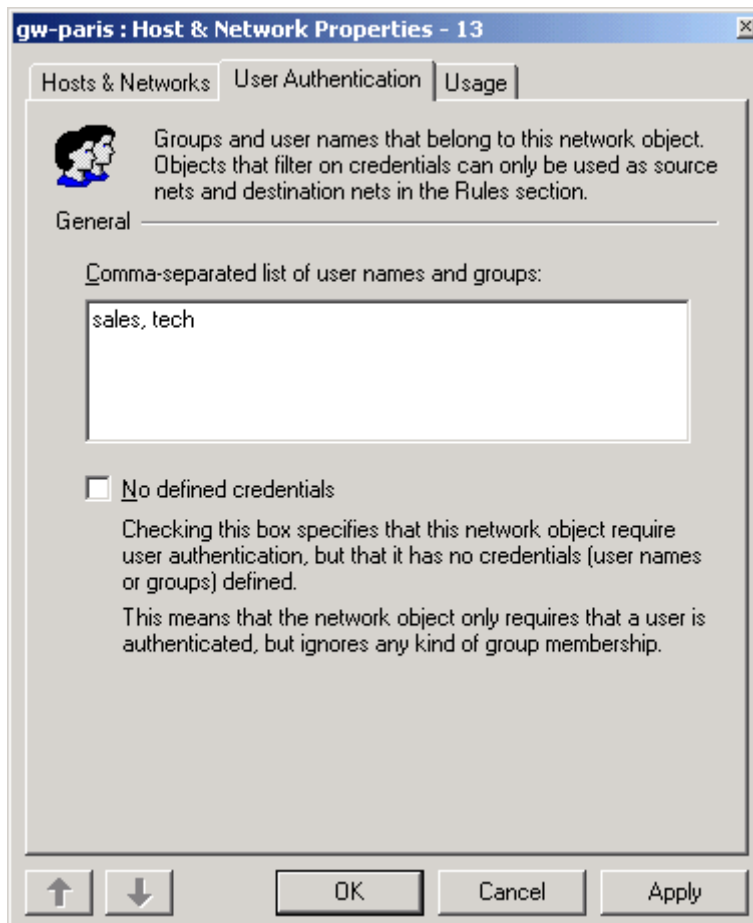 gw-paris : Host & Network Properties - 13
Hosts & Networks User Authentication Usage
Groups and user names that belong to this network object.
Objects that filter on credentials can only be used as source
nets and destination nets in the Rules section.
General
Comma-separated list of user names and groups:
sales, tech
No defined credentials
Checking this box specifies that this network object require
user authentication, but that it has no credentials (user names
or groups) defined.
This means that the network object only requires that a user is
authenticated, but ignores any kind of group membership.
OK Cancel Apply